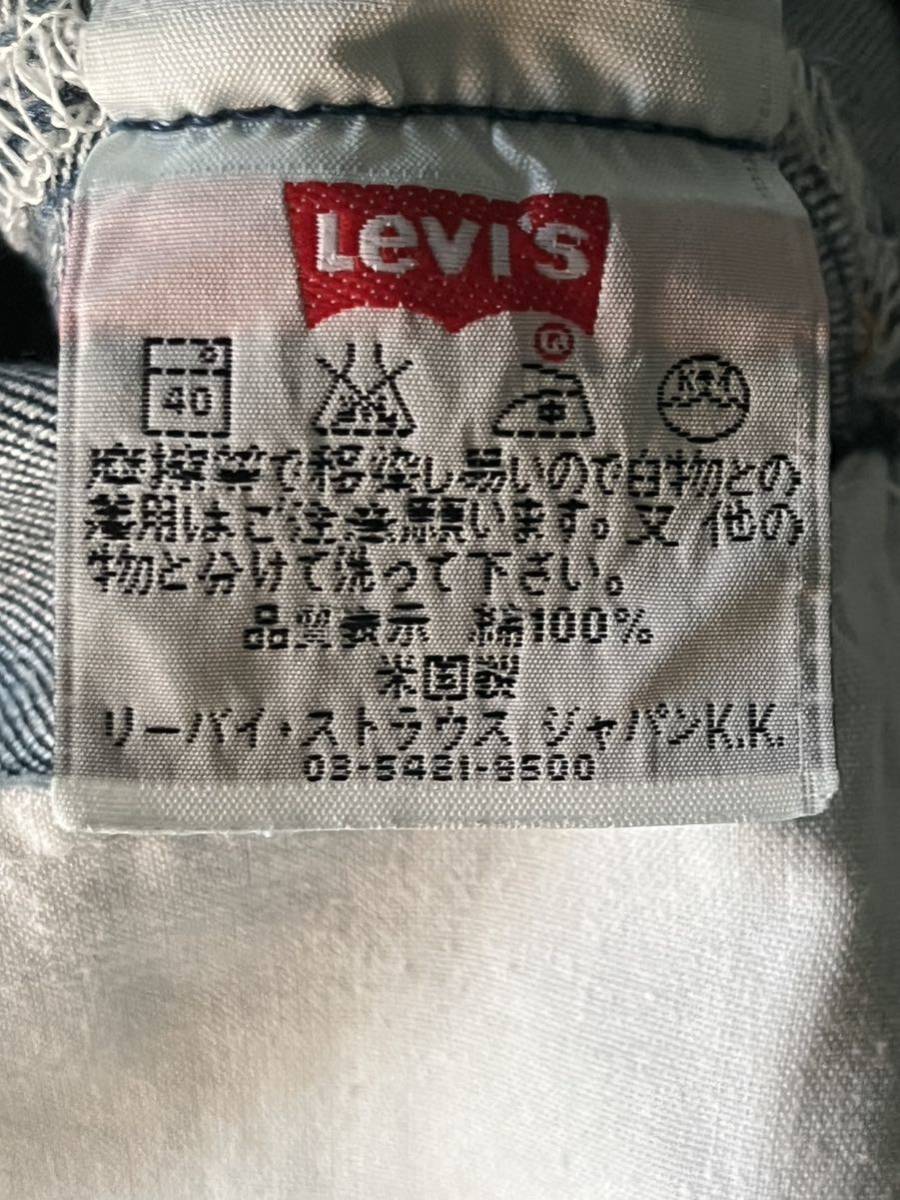 Levi's
®
40
摩擦等で移染し易いので白物との
着用はご注意願います。又 他の
物と分けて洗って下さい。
品質表示 綿100%
米国製
リーバイ・ストラウス ジャパンK.K.
03-5421-9500